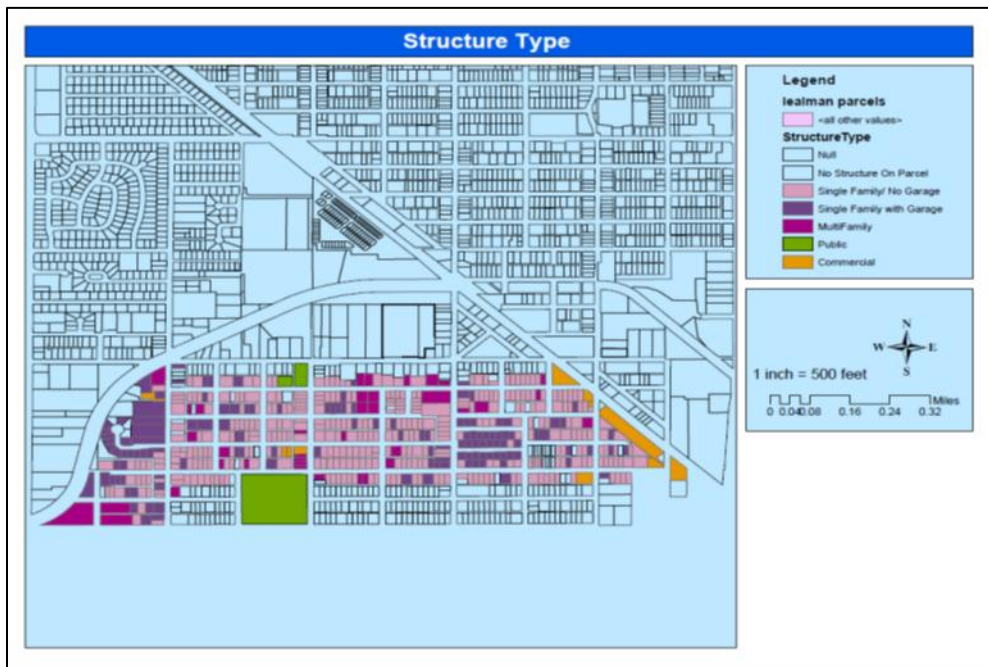 Structure Type
Legend
lealman parcels
<all other values>
StructureType
Null
No Structure On Parcel
Single Family/ No Garage
Single Family with Garage
MultiFamily
Public
Commercial
N
W E
S
1 inch = 500 feet
Miles
0 0.040.08 0.16 0.24 0.32